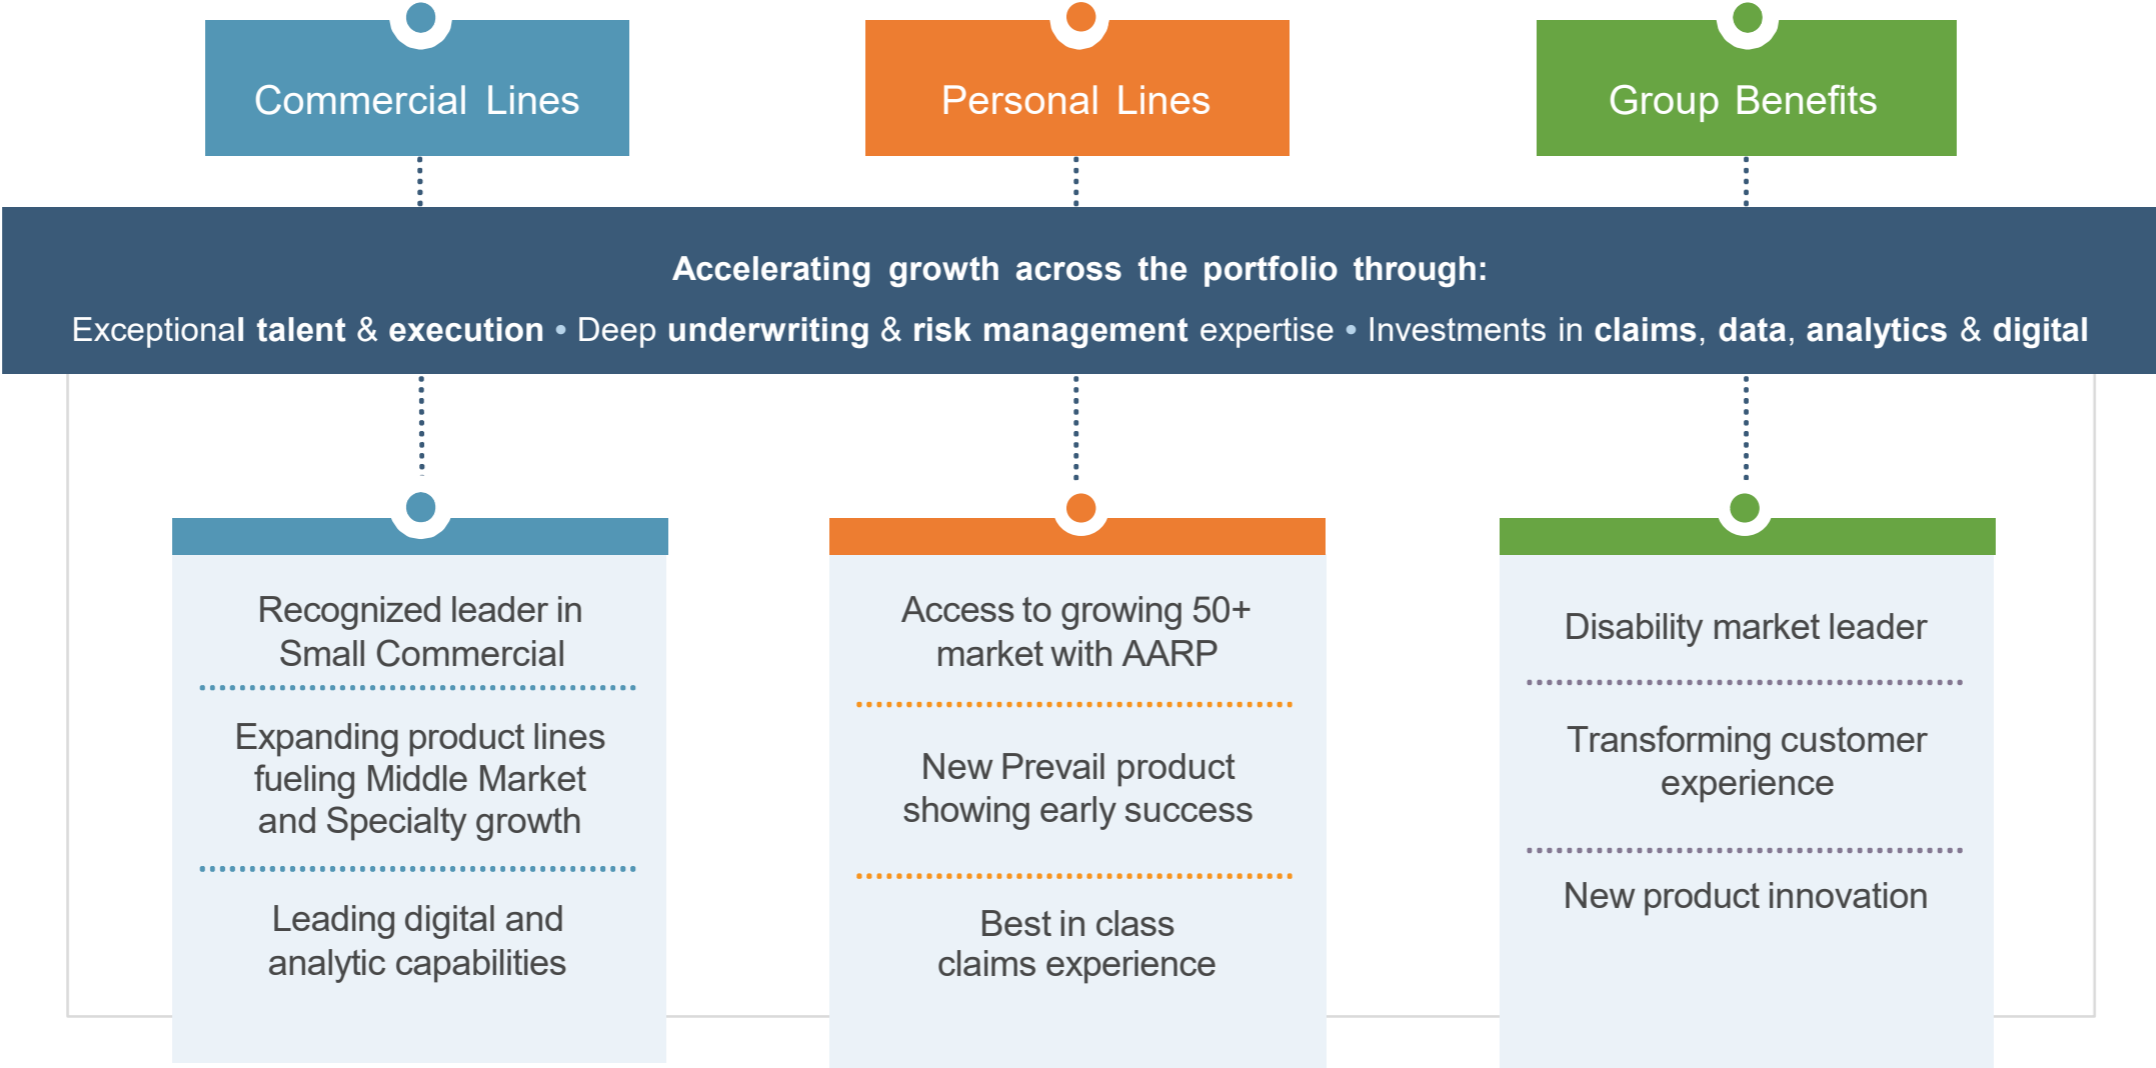 Commercial Lines
Personal Lines
Group Benefits
Accelerating growth across the portfolio through:
Exceptional talent & execution • Deep underwriting & risk management expertise • Investments in claims, data, analytics & digital
Recognized leader in
Small Commercial
Expanding product lines
fueling Middle Market
and Specialty growth
Leading digital and
analytic capabilities
Access to growing 50+
market with AARP
New Prevail product
showing early success
Best in class
claims experience
Disability market leader
Transforming customer
experience
New product innovation